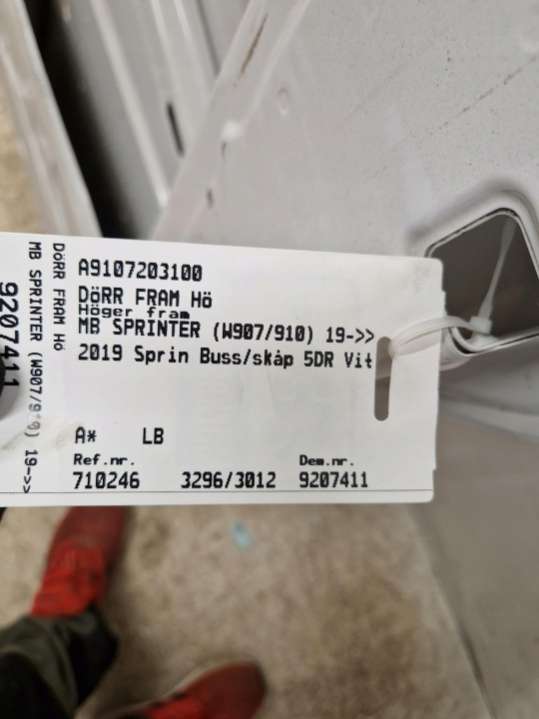 A9107203100
DöRR FRAM Hö
Höger fram
MB SPRINTER (W907/910) 19->>
2019 Sprin Buss/skåp 5DR Vit
A* LB
Ref.nr. Dem.nr.
710246 3296/3012 9207411
DöRR FRAM Hö
MB SPRINTER (W907/910) 19->>
9207411